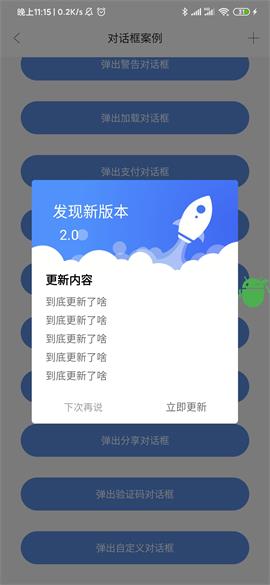 晚上11:15 | 0.2K/s
4G 5G 31
对话框案例
弹出警告对话框
弹出加载对话框
弹出支付对话框
发现新版本
2.0
更新内容
到底更新了啥
到底更新了啥
到底更新了啥
到底更新了啥
到底更新了啥
下次再说 立即更新
弹出分享对话框
弹出验证码对话框
弹出自定义对话框